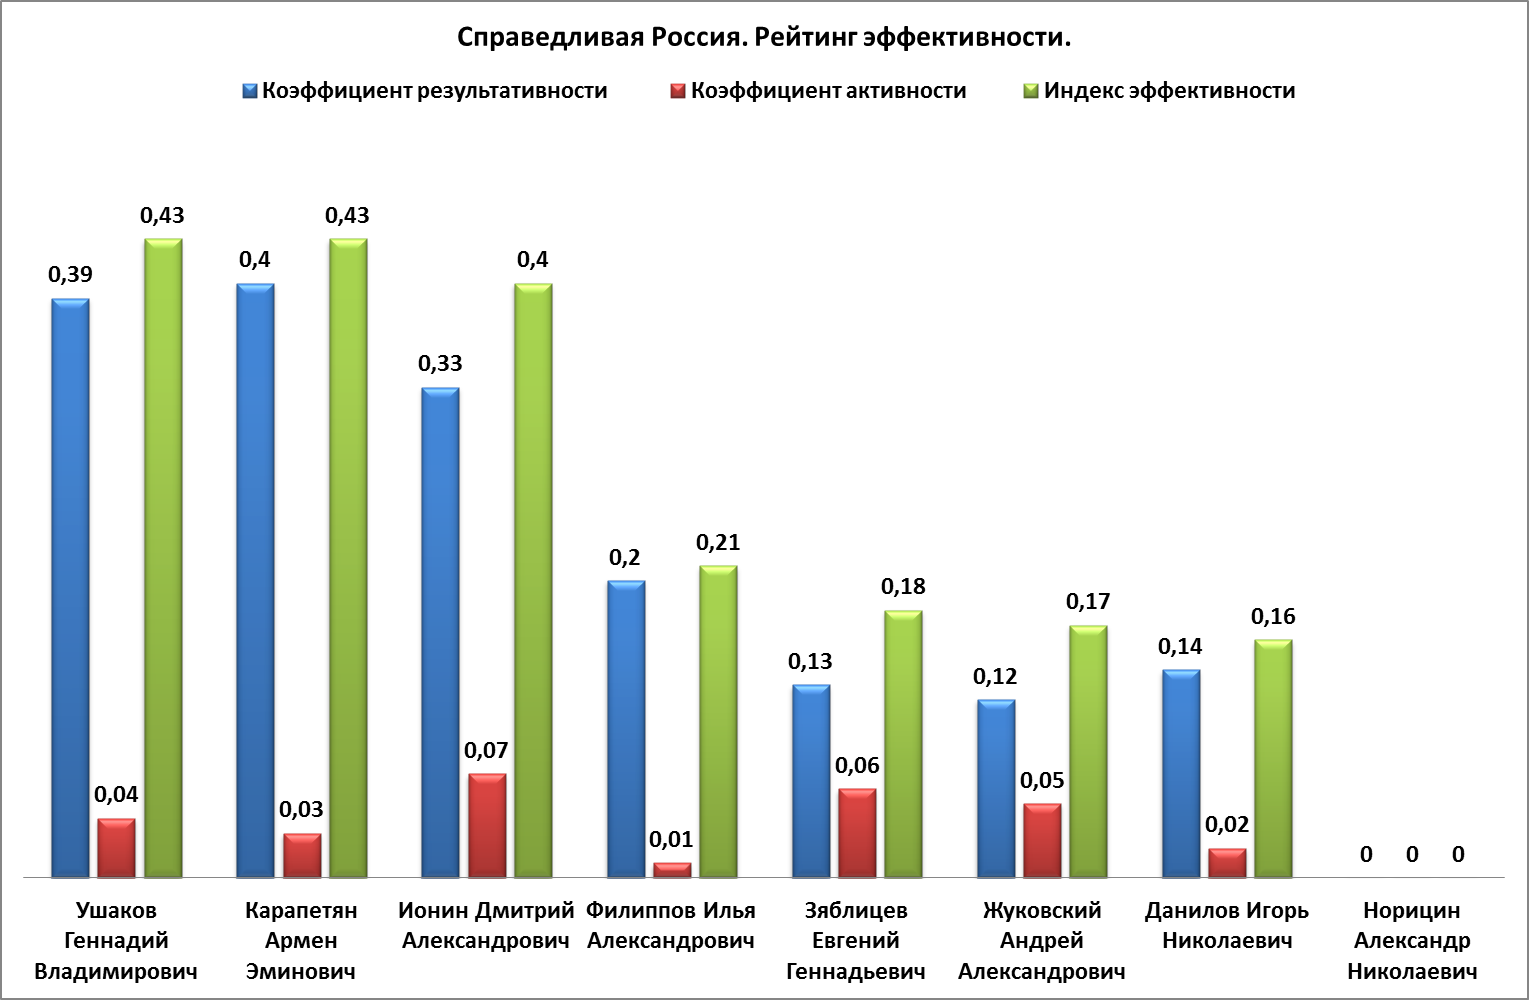 Справедливая Россия. Рейтинг эффективности.
Коэффициент результативности Коэффициент активности Индекс эффективности
0,39 0,04 0,43
0,4 0,03 0,43
0,33 0,07 0,4
0,2 0,01 0,21
0,13 0,06 0,18
0,12 0,05 0,17
0,14 0,02 0,16
0 0 0
Ушаков
Геннадий
Владимирович
Карапетян
Армен
Эминович
Ионин Дмитрий
Александрович
Филиппов Илья
Александрович
Зяблицев
Евгений
Геннадьевич
Жуковский
Андрей
Александрович
Данилов Игорь
Николаевич
Норицин
Александр
Николаевич